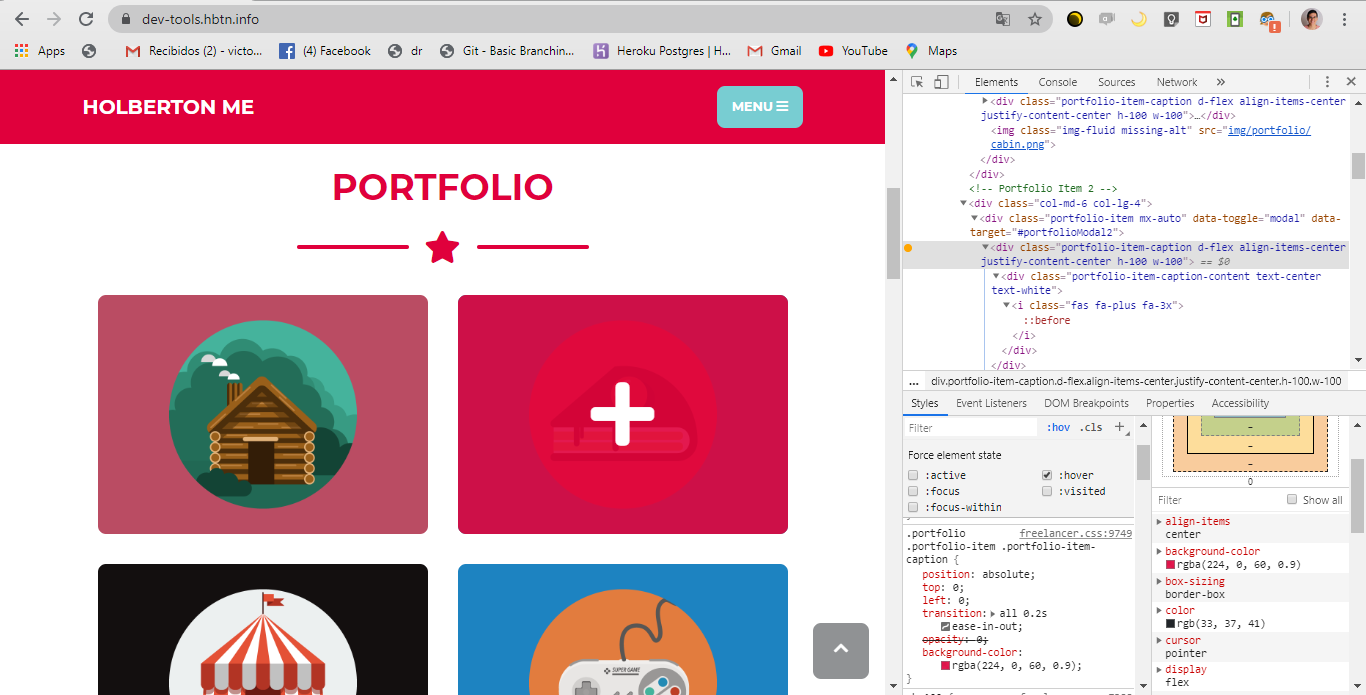 dev-tools.hbtn.info
Apps
Recibidos (2) - victo...
(4) Facebook
dr
Git - Basic Branchin...
Heroku Postgres | H...
Gmail
YouTube
Maps
HOLBERTON ME
MENU
PORTFOLIO
SUPER GAME
Elements
Console
Sources
Network
»
<div class="portfolio-item-caption d-flex align-items-center
justify-content-center h-100 w-100">…</div>
<img class="img-fluid missing-alt" src="img/portfolio/
cabin.png">
</div>
</div>
<!-- Portfolio Item 2 -->
<div class="col-md-6 col-lg-4">
<div class="portfolio-item mx-auto" data-toggle="modal" data-
target="#portfolioModal2">
<div class="portfolio-item-caption d-flex align-items-center
justify-content-center h-100 w-100"> == $0
<div class="portfolio-item-caption-content text-center
text-white">
<i class="fas fa-plus fa-3x">
::before
</i>
</div>
</div>
... div.portfolio-item-caption.d-flex.align-items-center.justify-content-center.h-100.w-100
Styles
Event Listeners
DOM Breakpoints
Properties
Accessibility
Filter
:hov .cls +
Force element state
:active
:hover
:focus
:visited
:focus-within
}
.portfolio freelancer.css:9749
.portfolio-item .portfolio-item-
caption {
position: absolute;
top: 0;
left: 0;
transition: all 0.2s
ease-in-out;
opacity: 0;
background-color:
rgba(224, 0, 60, 0.9);
}
-
-
-
0
Filter
Show all
align-items
center
background-color
rgba(224, 0, 60, 0.9)
box-sizing
border-box
color
rgb(33, 37, 41)
cursor
pointer
display
flex